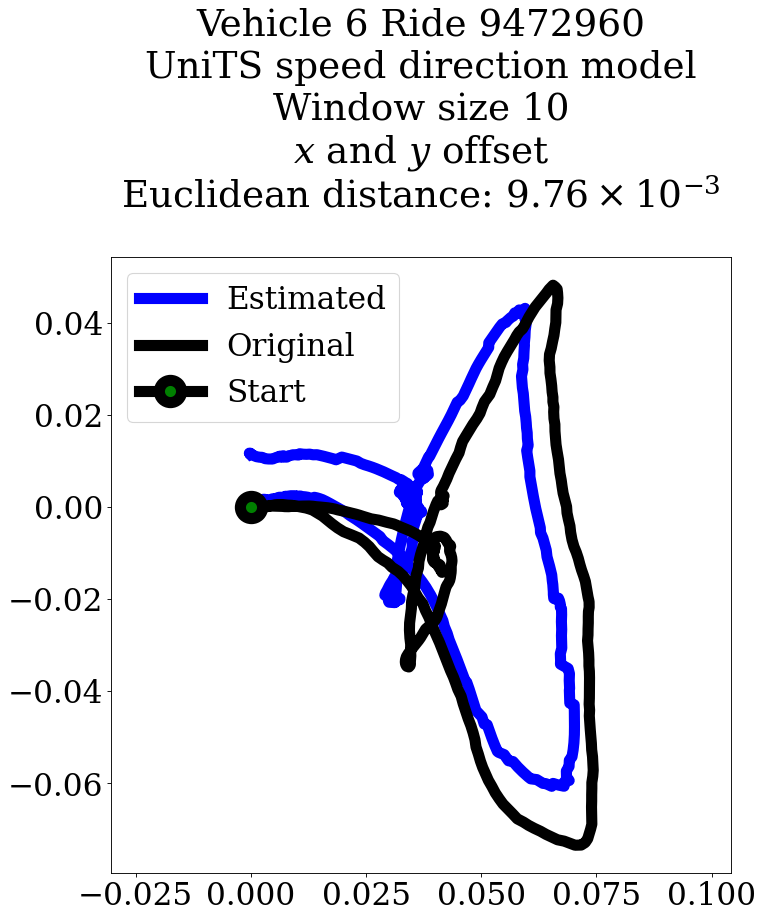 Vehicle 6 Ride 9472960
UniTS speed direction model
Window size 10
x and y offset
Euclidean distance: 9.76 × 10⁻³
Estimated
Original
Start
0.04
0.02
0.00
−0.02
−0.04
−0.06
−0.025 0.000 0.025 0.050 0.075 0.100